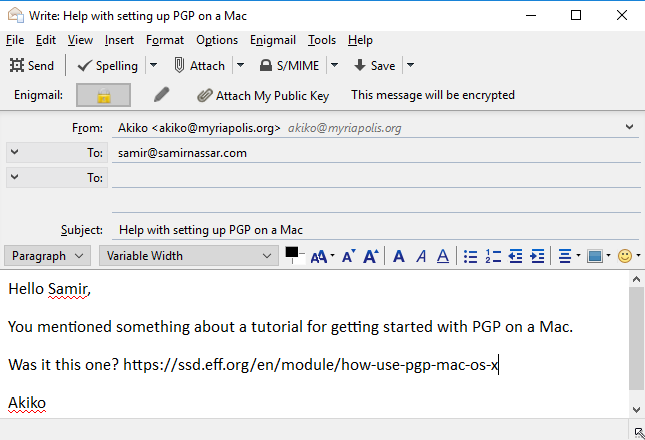 Write: Help with setting up PGP on a Mac
File Edit View Insert Format Options Enigmail Tools Help
Send Spelling Attach S/MIME Save
Enigmail: Attach My Public Key This message will be encrypted
From: Akiko <akiko@myriapolis.org> akiko@myriapolis.org
To: samir@samirnassar.com
To:
Subject: Help with setting up PGP on a Mac
Paragraph Variable Width
Hello Samir,
You mentioned something about a tutorial for getting started with PGP on a Mac.
Was it this one? https://ssd.eff.org/en/module/how-use-pgp-mac-os-x
Akiko